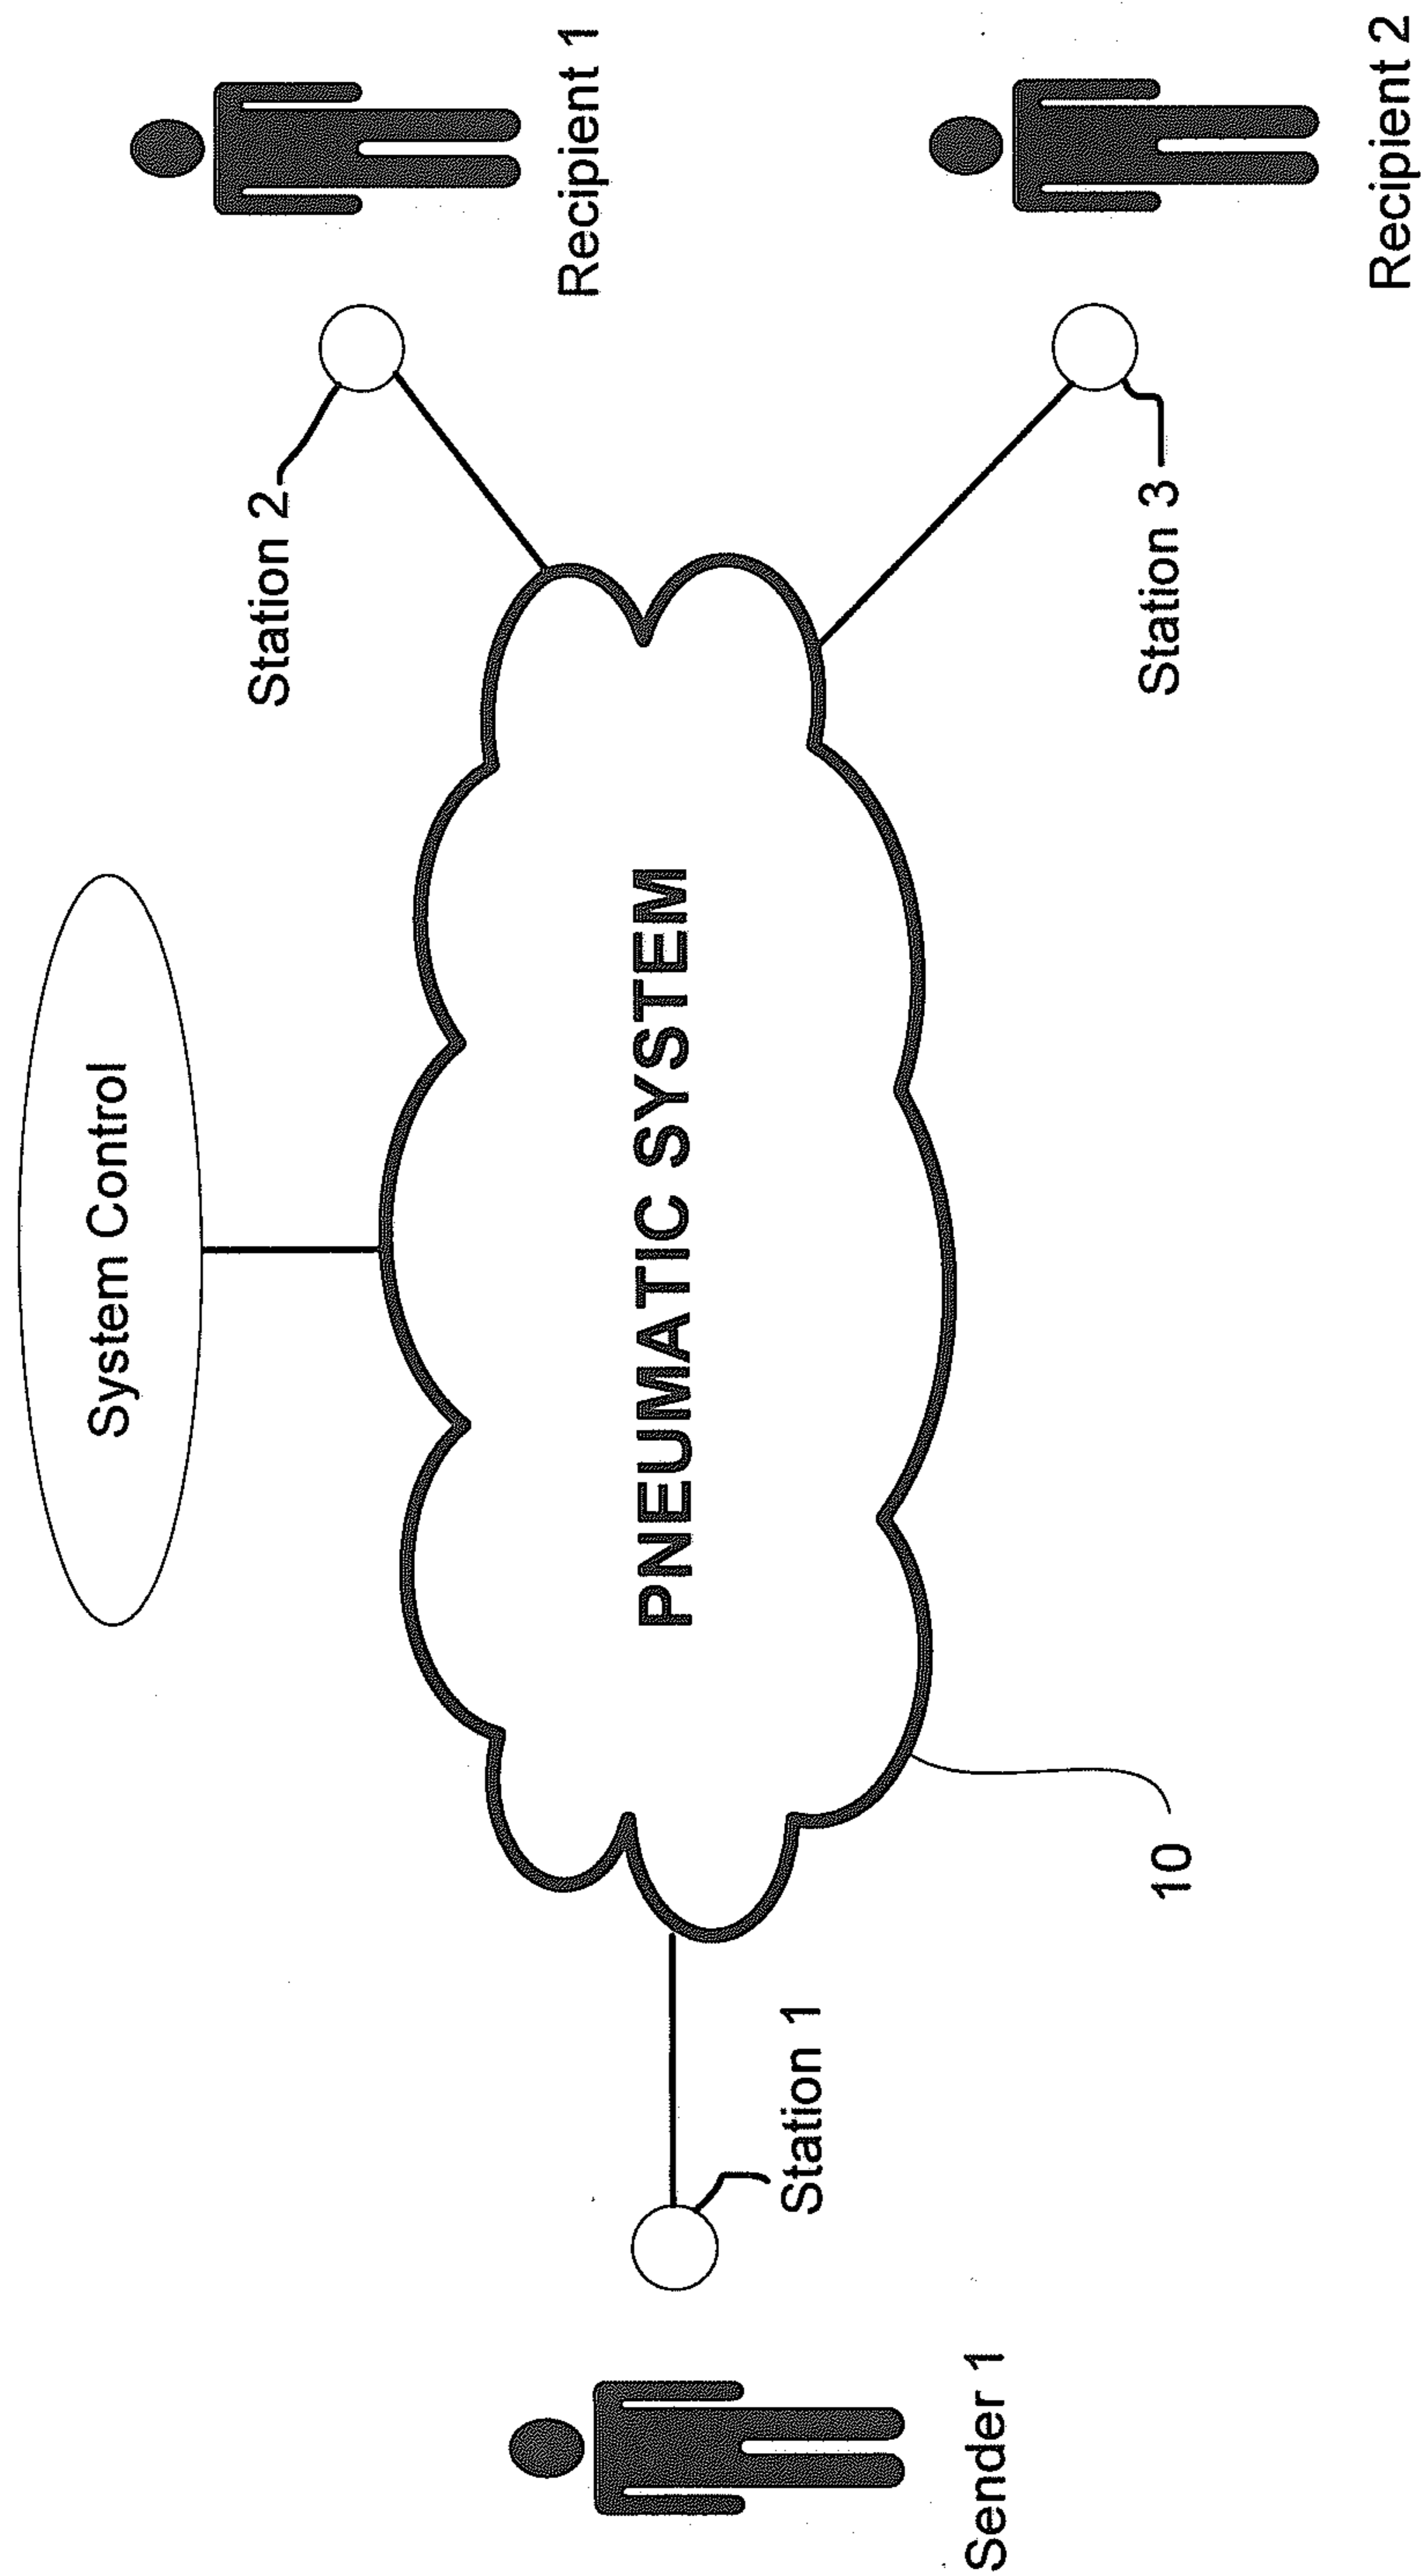 System Control
Station 2
Recipient 1
PNEUMATIC SYSTEM
Station 1
Sender 1
10
Station 3
Recipient 2